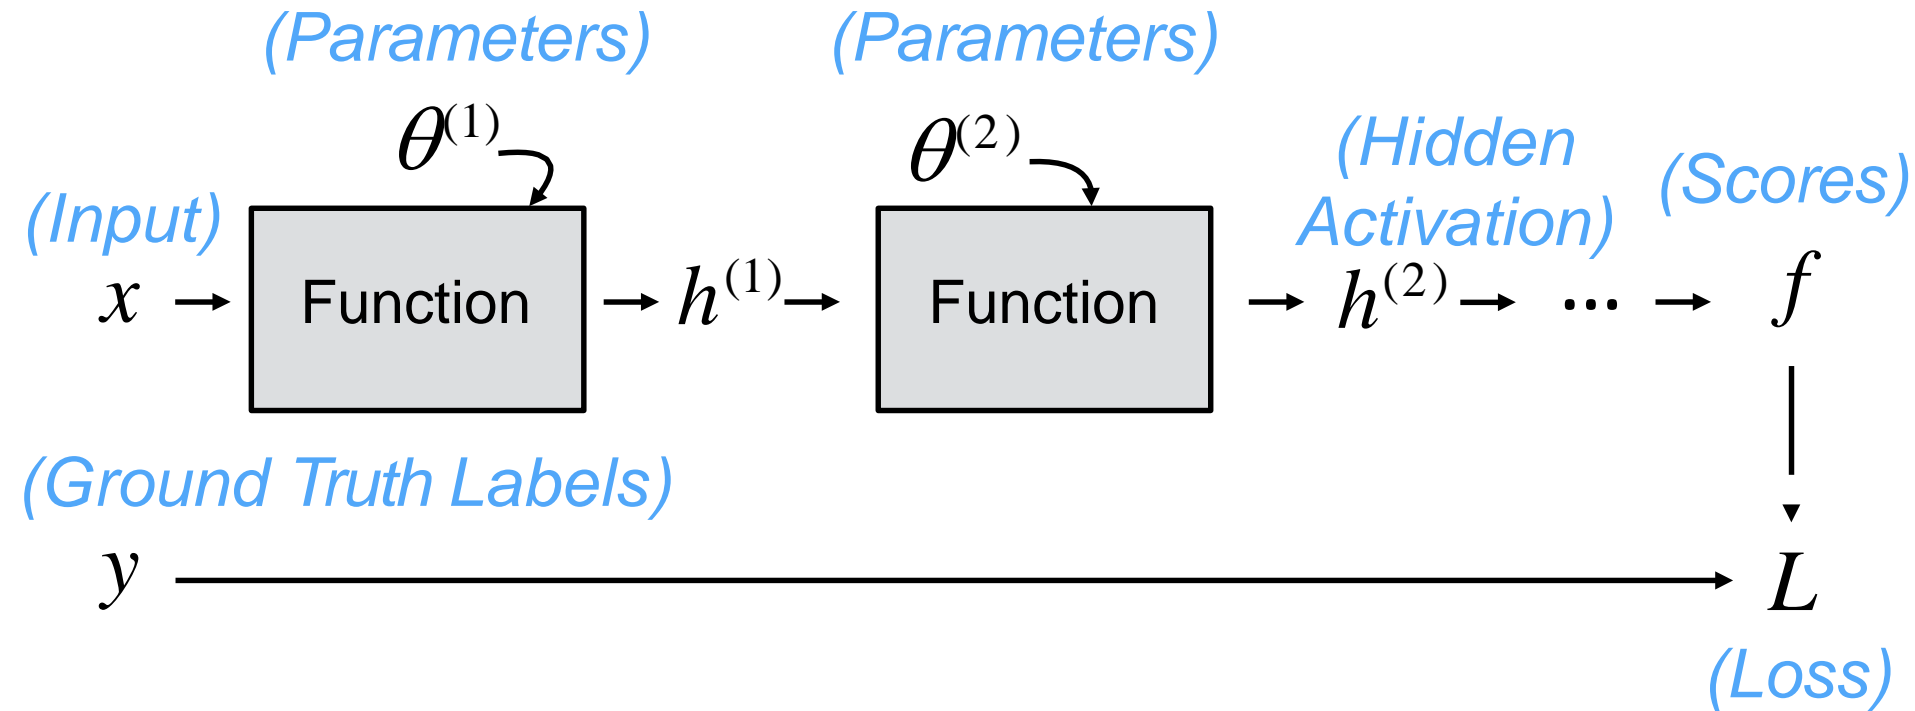 (Parameters) (Parameters)
θ⁽¹⁾ θ⁽²⁾
(Hidden Activation) (Scores)
(Input)
x → Function → h⁽¹⁾ → Function → h⁽²⁾ → ... → f
(Ground Truth Labels)
y L
(Loss)